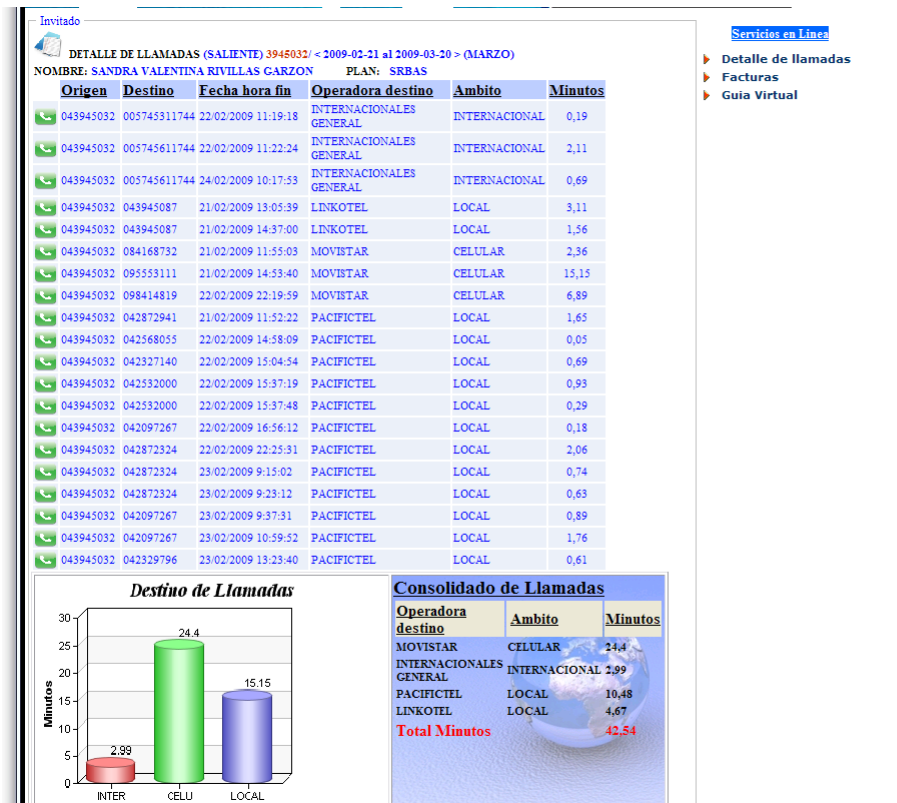 Invitado
DETALLE DE LLAMADAS (SALIENTE) 3945032/ < 2009-02-21 al 2009-03-20 > (MARZO)
NOMBRE: SANDRA VALENTINA RIVILLAS GARZON PLAN: SRBAS
Origen Destino Fecha hora fin Operadora destino Ambito Minutos
043945032 005745311744 22/02/2009 11:19:18 INTERNACIONALES GENERAL INTERNACIONAL 0,19
043945032 005745611744 22/02/2009 11:22:24 INTERNACIONALES GENERAL INTERNACIONAL 2,11
043945032 005745611744 24/02/2009 10:17:53 INTERNACIONALES GENERAL INTERNACIONAL 0,69
043945032 043945087 21/02/2009 13:05:39 LINKOTEL LOCAL 3,11
043945032 043945087 21/02/2009 14:37:00 LINKOTEL LOCAL 1,56
043945032 084168732 21/02/2009 11:55:03 MOVISTAR CELULAR 2,36
043945032 095553111 21/02/2009 14:53:40 MOVISTAR CELULAR 15,15
043945032 098414819 22/02/2009 22:19:59 MOVISTAR CELULAR 6,89
043945032 042872941 21/02/2009 11:52:22 PACIFICTEL LOCAL 1,65
043945032 042568055 22/02/2009 14:58:09 PACIFICTEL LOCAL 0,05
043945032 042327140 22/02/2009 15:04:54 PACIFICTEL LOCAL 0,69
043945032 042532000 22/02/2009 15:37:19 PACIFICTEL LOCAL 0,93
043945032 042532000 22/02/2009 15:37:48 PACIFICTEL LOCAL 0,29
043945032 042097267 22/02/2009 16:56:12 PACIFICTEL LOCAL 0,18
043945032 042872324 22/02/2009 22:25:31 PACIFICTEL LOCAL 2,06
043945032 042872324 23/02/2009 9:15:02 PACIFICTEL LOCAL 0,74
043945032 042872324 23/02/2009 9:23:12 PACIFICTEL LOCAL 0,63
043945032 042097267 23/02/2009 9:37:31 PACIFICTEL LOCAL 0,89
043945032 042097267 23/02/2009 10:59:52 PACIFICTEL LOCAL 1,76
043945032 042329796 23/02/2009 13:23:40 PACIFICTEL LOCAL 0,61
Destino de Llamadas
Minutos
30
25
20
15
10
5
0
2.99
24.4
15.15
INTER CELU LOCAL
Consolidado de Llamadas
Operadora destino Ambito Minutos
MOVISTAR CELULAR 24,4
INTERNACIONALES GENERAL INTERNACIONAL 2,99
PACIFICTEL LOCAL 10,48
LINKOTEL LOCAL 4,67
Total Minutos 42,54
Servicios en Linea
Detalle de llamadas
Facturas
Guia Virtual